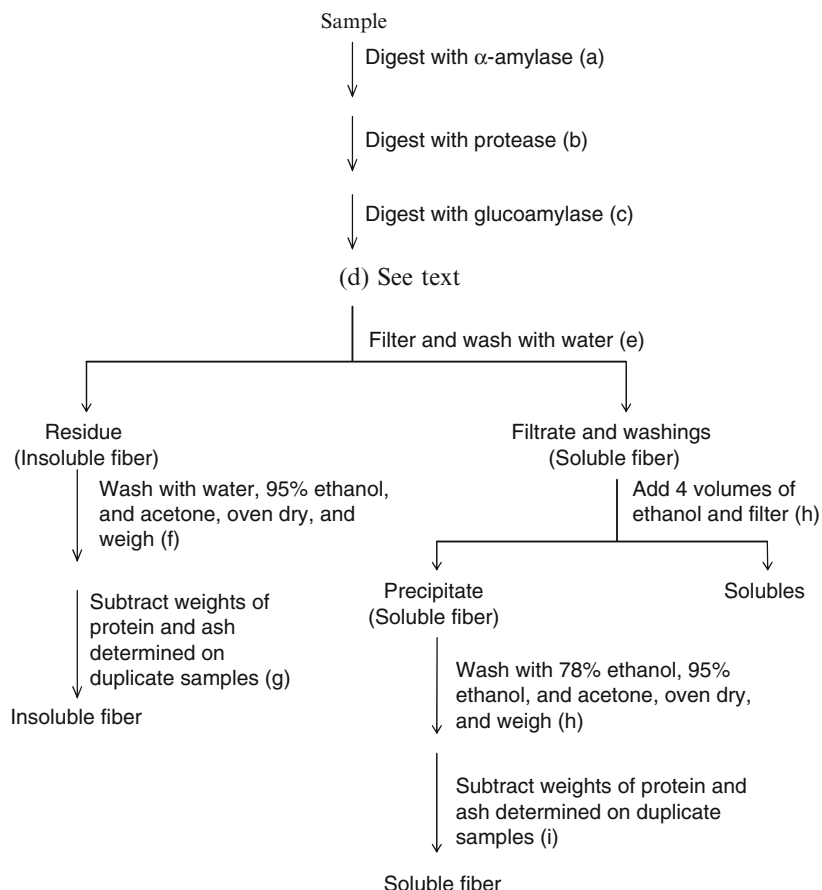 Sample
Digest with α-amylase (a)
Digest with protease (b)
Digest with glucoamylase (c)
(d) See text
Filter and wash with water (e)
Residue
(Insoluble fiber)
Wash with water, 95% ethanol,
and acetone, oven dry, and
weigh (f)
Subtract weights of
protein and ash
determined on
duplicate samples (g)
Insoluble fiber
Filtrate and washings
(Soluble fiber)
Add 4 volumes of
ethanol and filter (h)
Precipitate
(Soluble fiber)
Solubles
Wash with 78% ethanol, 95%
ethanol, and acetone, oven dry,
and weigh (h)
Subtract weights of protein and
ash determined on duplicate
samples (i)
Soluble fiber